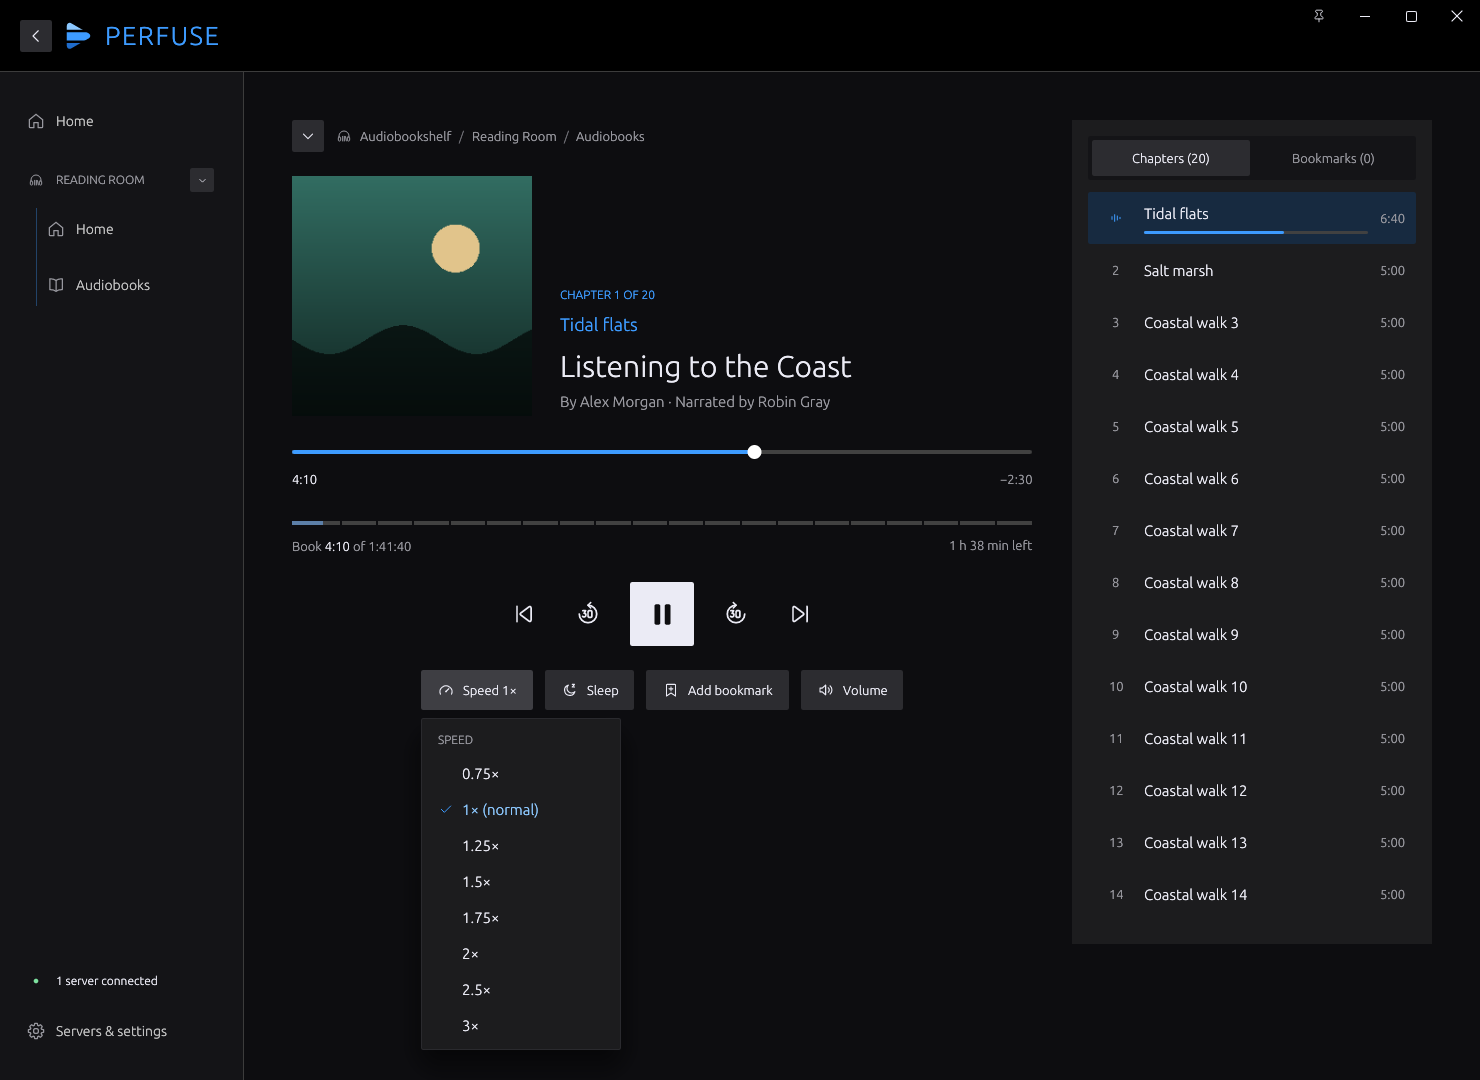 PERFUSE
Home
READING ROOM
Home
Audiobooks
1 server connected
Servers & settings
Audiobookshelf / Reading Room / Audiobooks
CHAPTER 1 OF 20
Tidal flats
Listening to the Coast
By Alex Morgan · Narrated by Robin Gray
4:10 −2:30
Book 4:10 of 1:41:40 1 h 38 min left
30 30
Speed 1× Sleep Add bookmark Volume
SPEED
0.75×
1× (normal)
1.25×
1.5×
1.75×
2×
2.5×
3×
Chapters (20) Bookmarks (0)
Tidal flats 6:40
2 Salt marsh 5:00
3 Coastal walk 3 5:00
4 Coastal walk 4 5:00
5 Coastal walk 5 5:00
6 Coastal walk 6 5:00
7 Coastal walk 7 5:00
8 Coastal walk 8 5:00
9 Coastal walk 9 5:00
10 Coastal walk 10 5:00
11 Coastal walk 11 5:00
12 Coastal walk 12 5:00
13 Coastal walk 13 5:00
14 Coastal walk 14 5:00